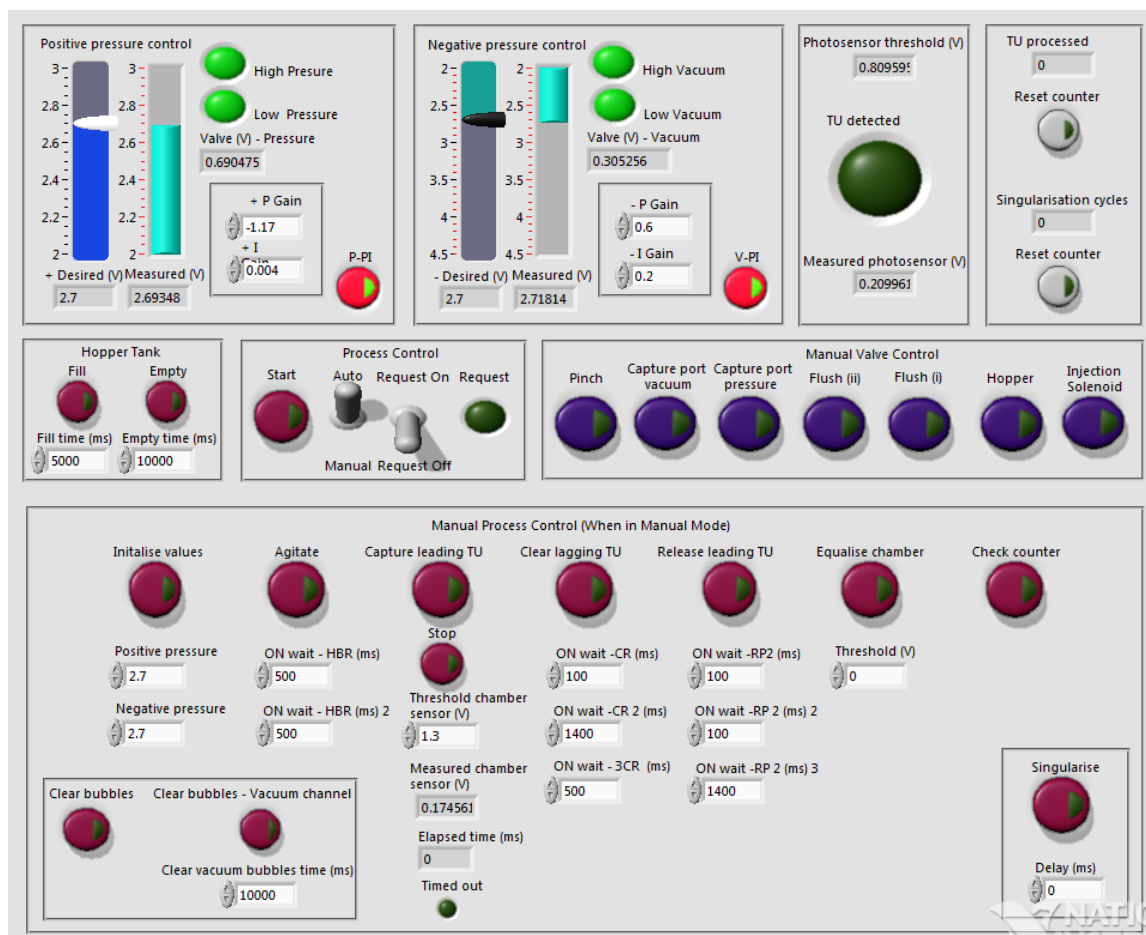 Positive pressure control
3
2.8
2.6
2.4
2.2
2
3
2.8
2.6
2.4
2.2
2
High Presure
Low Pressure
Valve (V) - Pressure
0.690475
+ P Gain
-1.17
+ I
0.004
P-PI
+ Desired (V)
2.7
Measured (V)
2.69348
Negative pressure control
2
2.5
3
3.5
4
4.5
2
2.5
3
3.5
4
4.5
High Vacuum
Low Vacuum
Valve (V) - Vacuum
0.305256
- P Gain
0.6
- I Gain
0.2
V-PI
- Desired (V)
2.7
Measured (V)
2.71814
Photosensor threshold (V)
0.80959
TU detected
Measured photosensor (V)
0.209961
TU processed
0
Reset counter
Singularisation cycles
0
Reset counter
Hopper Tank
Fill
Empty
Fill time (ms)
5000
Empty time (ms)
10000
Process Control
Start
Auto
Request On
Request
Manual
Request Off
Manual Valve Control
Pinch
Capture port
vacuum
Capture port
pressure
Flush (ii)
Flush (i)
Hopper
Injection
Solenoid
Manual Process Control (When in Manual Mode)
Initalise values
Agitate
Capture leading TU
Clear lagging TU
Release leading TU
Equalise chamber
Check counter
Positive pressure
2.7
Negative pressure
2.7
ON wait - HBR (ms)
500
ON wait - HBR (ms) 2
500
Stop
Threshold chamber
sensor (V)
1.3
Measured chamber
sensor (V)
0.174561
Elapsed time (ms)
0
Timed out
ON wait -CR (ms)
100
ON wait -CR 2 (ms)
1400
ON wait - 3CR (ms)
500
ON wait -RP2 (ms)
100
ON wait -RP 2 (ms) 2
100
ON wait -RP 2 (ms) 3
1400
Threshold (V)
0
Clear bubbles
Clear bubbles - Vacuum channel
Clear vacuum bubbles time (ms)
10000
Singularise
Delay (ms)
0
NATIO